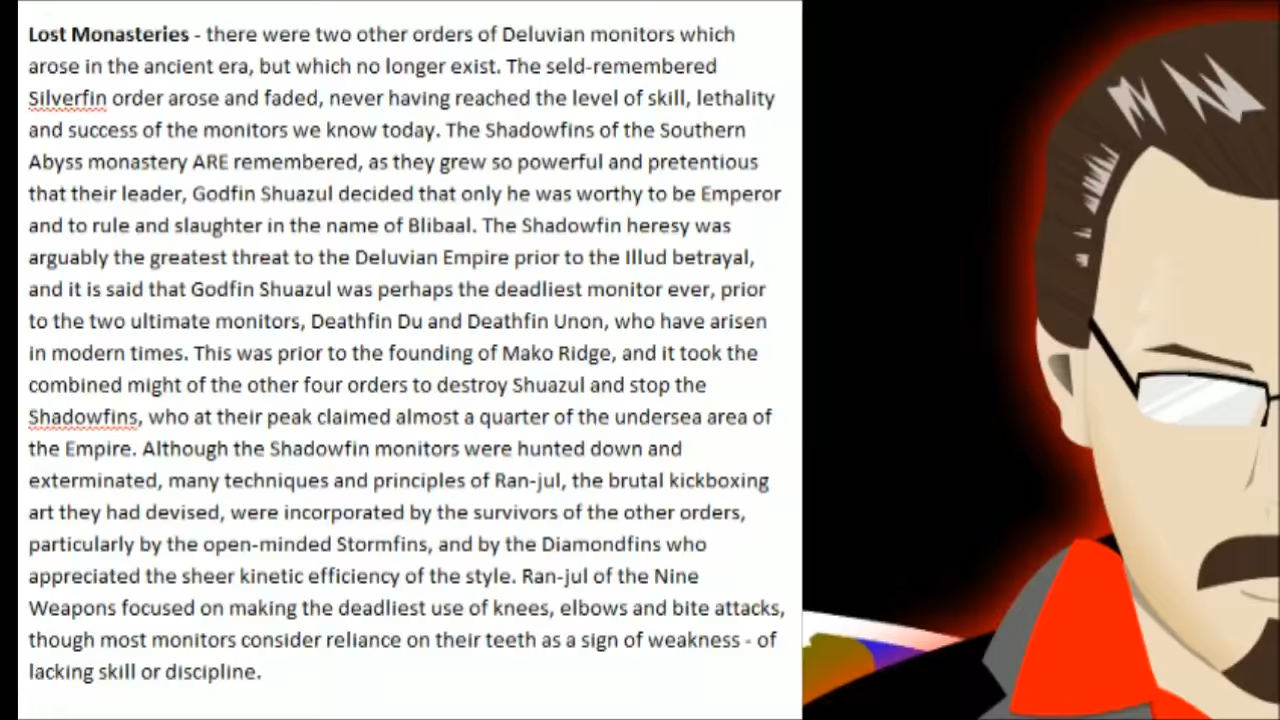 Lost Monasteries - there were two other orders of Deluvian monitors which
arose in the ancient era, but which no longer exist. The seld-remembered
Silverfin order arose and faded, never having reached the level of skill, lethality
and success of the monitors we know today. The Shadowfins of the Southern
Abyss monastery ARE remembered, as they grew so powerful and pretentious
that their leader, Godfin Shuazul decided that only he was worthy to be Emperor
and to rule and slaughter in the name of Blibaal. The Shadowfin heresy was
arguably the greatest threat to the Deluvian Empire prior to the Illud betrayal,
and it is said that Godfin Shuazul was perhaps the deadliest monitor ever, prior
to the two ultimate monitors, Deathfin Du and Deathfin Unon, who have arisen
in modern times. This was prior to the founding of Mako Ridge, and it took the
combined might of the other four orders to destroy Shuazul and stop the
Shadowfins, who at their peak claimed almost a quarter of the undersea area of
the Empire. Although the Shadowfin monitors were hunted down and
exterminated, many techniques and principles of Ran-jul, the brutal kickboxing
art they had devised, were incorporated by the survivors of the other orders,
particularly by the open-minded Stormfins, and by the Diamondfins who
appreciated the sheer kinetic efficiency of the style. Ran-jul of the Nine
Weapons focused on making the deadliest use of knees, elbows and bite attacks,
though most monitors consider reliance on their teeth as a sign of weakness - of
lacking skill or discipline.